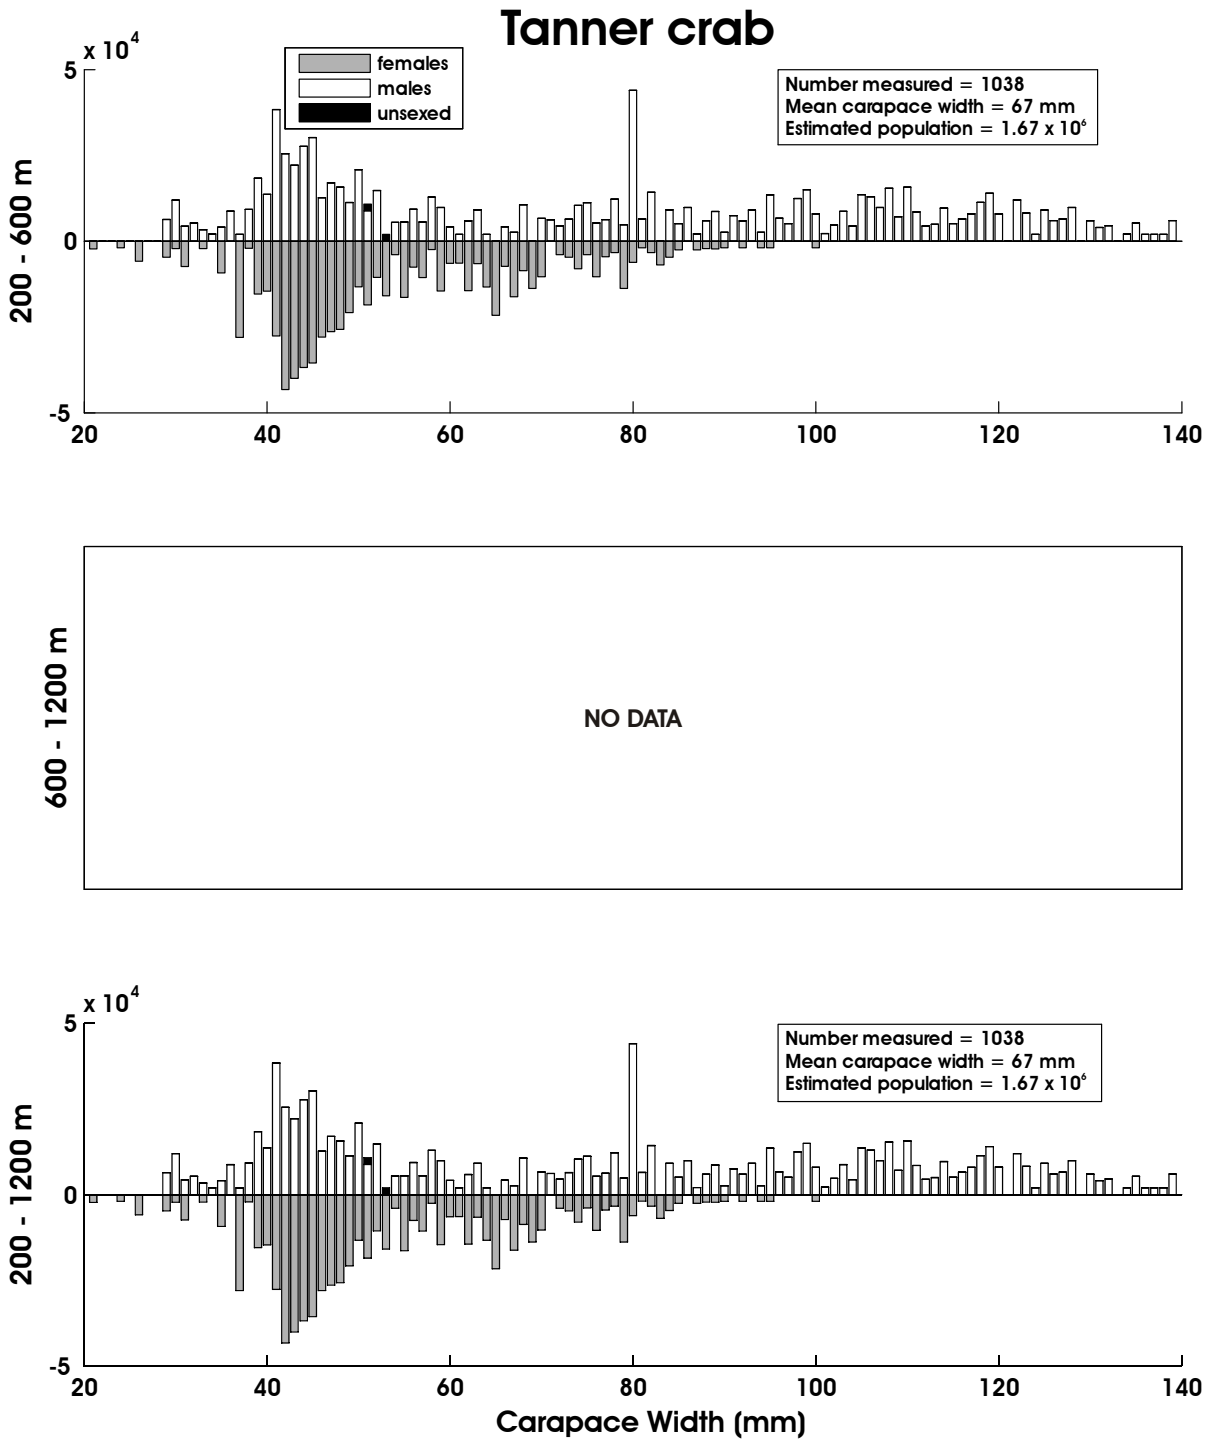 Tanner crab
x 10^4
females
males
unsexed
Number measured = 1038
Mean carapace width = 67 mm
Estimated population = 1.67 x 10^6
5
0
-5
200 - 600 m
20 40 60 80 100 120 140
600 - 1200 m
NO DATA
x 10^4
Number measured = 1038
Mean carapace width = 67 mm
Estimated population = 1.67 x 10^6
5
0
-5
200 - 1200 m
20 40 60 80 100 120 140
Carapace Width (mm)